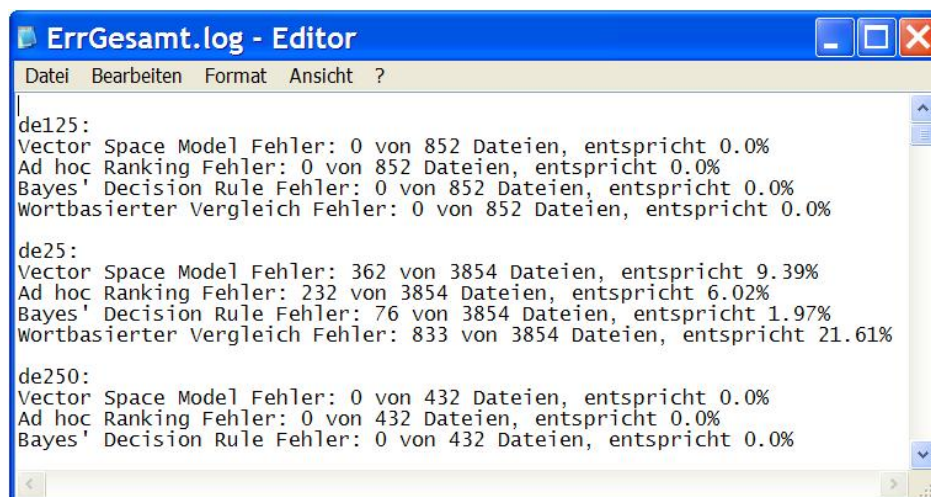 ErrGesamt.log - Editor
Datei Bearbeiten Format Ansicht ?
de125:
Vector Space Model Fehler: 0 von 852 Dateien, entspricht 0.0%
Ad hoc Ranking Fehler: 0 von 852 Dateien, entspricht 0.0%
Bayes' Decision Rule Fehler: 0 von 852 Dateien, entspricht 0.0%
Wortbasierter Vergleich Fehler: 0 von 852 Dateien, entspricht 0.0%
de25:
Vector Space Model Fehler: 362 von 3854 Dateien, entspricht 9.39%
Ad hoc Ranking Fehler: 232 von 3854 Dateien, entspricht 6.02%
Bayes' Decision Rule Fehler: 76 von 3854 Dateien, entspricht 1.97%
Wortbasierter Vergleich Fehler: 833 von 3854 Dateien, entspricht 21.61%
de250:
Vector Space Model Fehler: 0 von 432 Dateien, entspricht 0.0%
Ad hoc Ranking Fehler: 0 von 432 Dateien, entspricht 0.0%
Bayes' Decision Rule Fehler: 0 von 432 Dateien, entspricht 0.0%